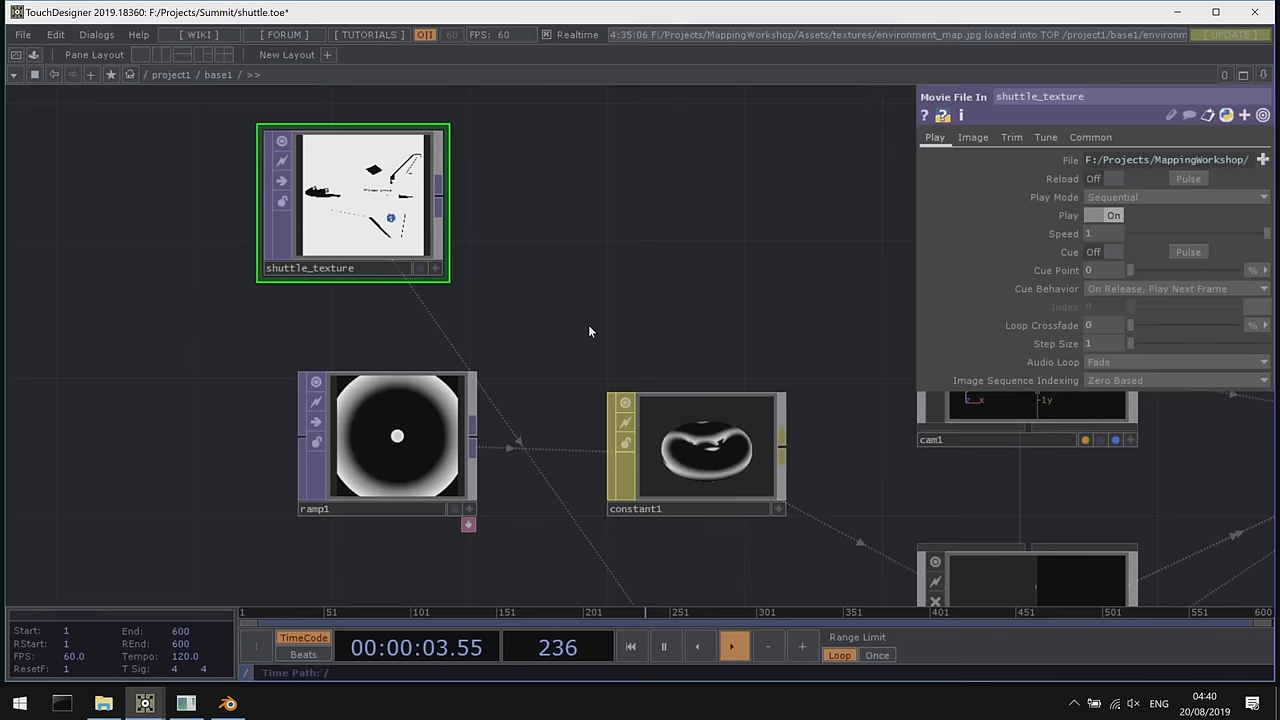 TouchDesigner 2019.18360: F:/Projects/Summit/shuttle.toe*
File Edit Dialogs Help [ WIKI ] [ FORUM ] [ TUTORIALS ] O|I 60 FPS: 60 Realtime 4:35:06 F:/Projects/MappingWorkshop/Assets/textures/environment_map.jpg loaded into TOP /project1/base1/environm [ UPDATE ]
Pane Layout New Layout +
/ project1 / base1 / >> 0
Movie File In shuttle_texture
? ? i
Play Image Trim Tune Common
File F:/Projects/MappingWorkshop/
Reload Off Pulse
Play Mode Sequential
Play On
Speed 1
Cue Off Pulse
Cue Point 0 %
Cue Behavior On Release, Play Next Frame
Index 0
Loop Crossfade 0 %
Step Size 1
Audio Loop Fade
Image Sequence Indexing Zero Based
shuttle_texture
z x -1y
cam1
ramp1
constant1
1 51 101 151 201 251 301 351 401 451 501 551 600
Start: 1 End: 600
RStart: 1 REnd: 600
FPS: 60.0 Tempo: 120.0
ResetF: 1 T Sig: 4 4
TimeCode
Beats
00:00:03.55
236
Range Limit
Loop Once
/ Time Path: /
ENG
04:40
20/08/2019